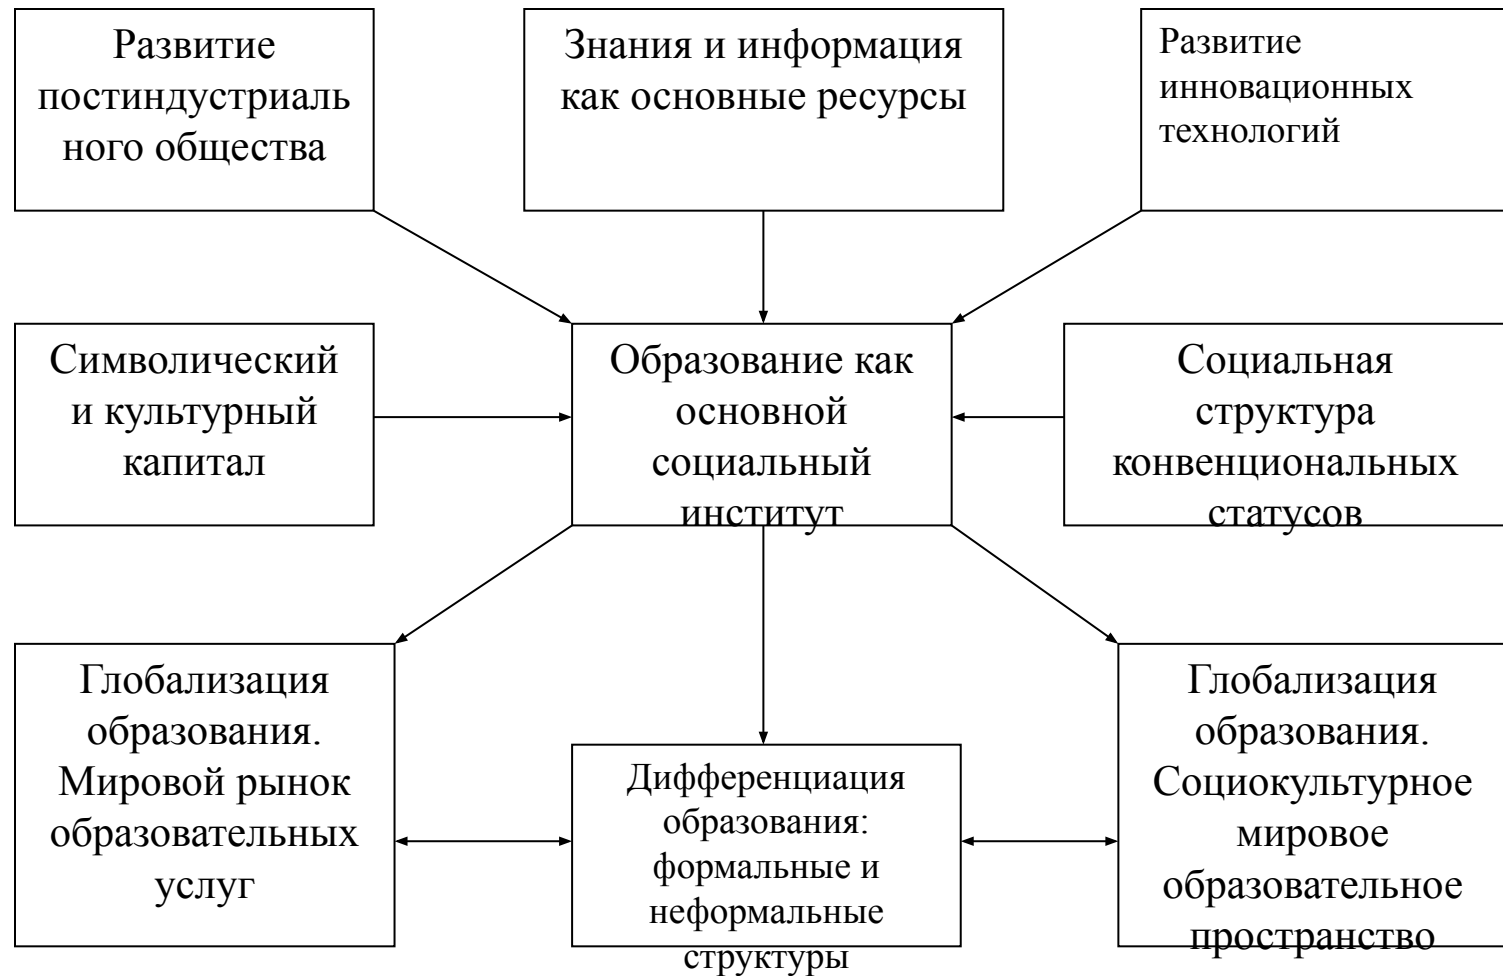 Развитие
постиндустриаль
ного общества
Знания и информация
как основные ресурсы
Развитие
инновационных
технологий
Символический
и культурный
капитал
Образование как
основной
социальный
институт
Социальная
структура
конвенциональных
статусов
Глобализация
образования.
Мировой рынок
образовательных
услуг
Дифференциация
образования:
формальные и
неформальные
структуры
Глобализация
образования.
Социокультурное
мировое
образовательное
пространство